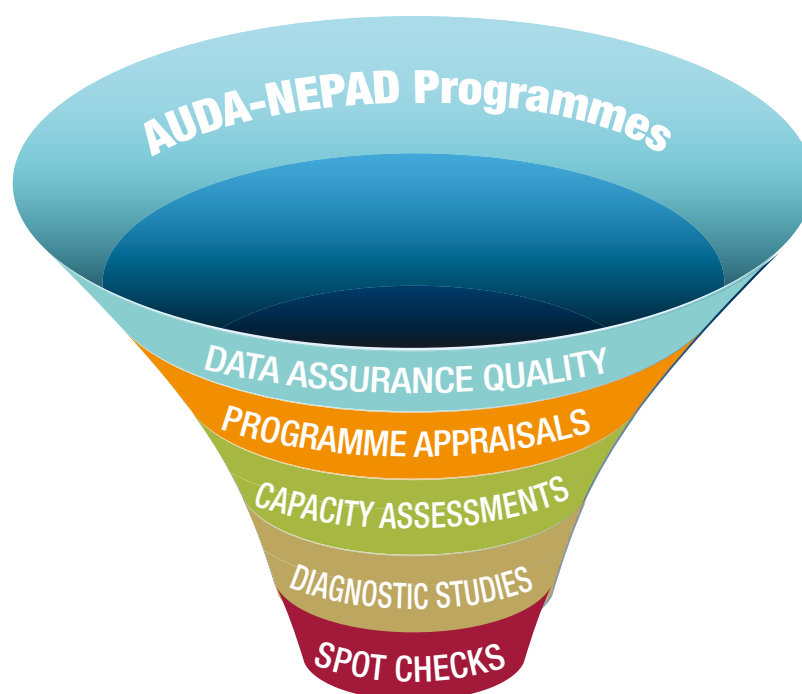 AUDA-NEPAD Programmes
DATA ASSURANCE QUALITY
PROGRAMME APPRAISALS
CAPACITY ASSESSMENTS
DIAGNOSTIC STUDIES
SPOT CHECKS